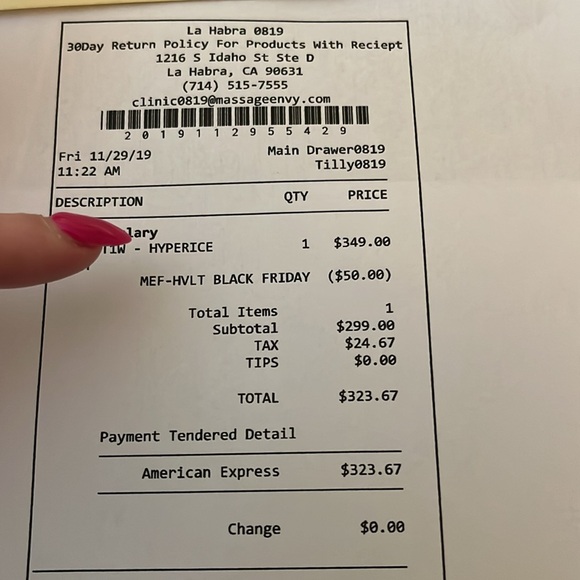 La Habra 0819
30Day Return Policy For Products With Reciept
1216 S Idaho St Ste D
La Habra, CA 90631
(714) 515-7555
clinic0819@massageenvy.com
2 0 1 9 1 1 2 9 5 5 4 2 9
Fri 11/29/19 Main Drawer0819
11:22 AM Tilly0819
DESCRIPTION QTY PRICE
- HYPERICE 1 $349.00
MEF-HVLT BLACK FRIDAY ($50.00)
Total Items 1
Subtotal $299.00
TAX $24.67
TIPS $0.00
TOTAL $323.67
Payment Tendered Detail
American Express $323.67
Change $0.00